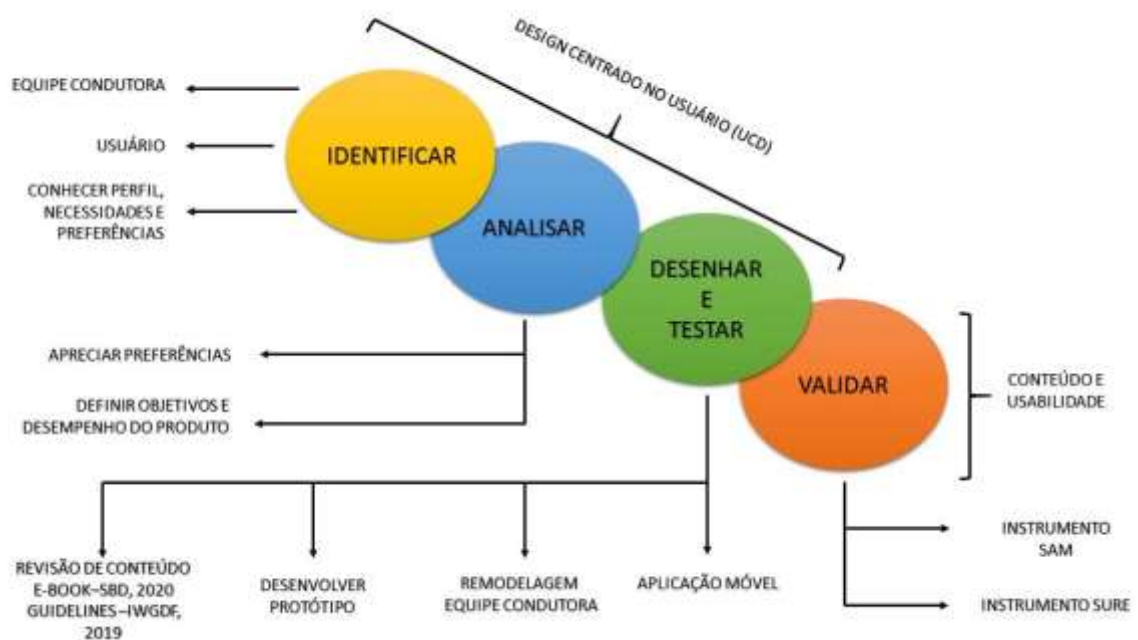 DESIGN CENTRADO NO USUÁRIO (UCD)
EQUIPE CONDUTORA
USUÁRIO
CONHECER PERFIL,
NECESSIDADES E
PREFERÊNCIAS
IDENTIFICAR
ANALISAR
DESENHAR
E
TESTAR
VALIDAR
CONTEÚDO E
USABILIDADE
APRECIAR PREFERÊNCIAS
DEFINIR OBJETIVOS E
DESEMPENHO DO PRODUTO
REVISÃO DE CONTEÚDO
E-BOOK–SBD, 2020
GUIDELINES–IWGDF,
2019
DESENVOLVER
PROTÓTIPO
REMODELAGEM
EQUIPE CONDUTORA
APLICAÇÃO MÓVEL
INSTRUMENTO
SAM
INSTRUMENTO SURE